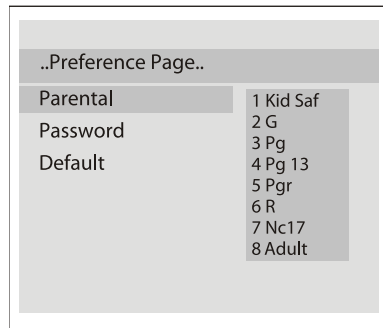 ..Preference Page..
Parental
Password
Default
1 Kid Saf
2 G
3 Pg
4 Pg 13
5 Pgr
6 R
7 Nc17
8 Adult